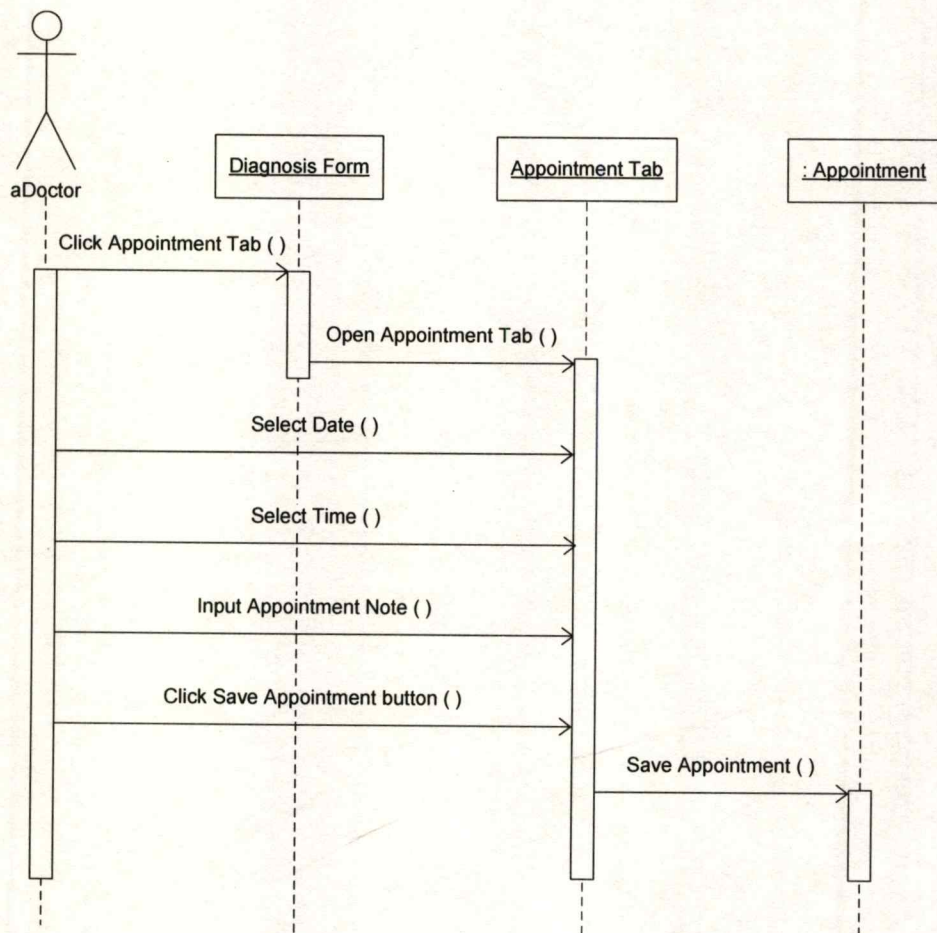 aDoctor
Diagnosis Form
Appointment Tab
: Appointment
Click Appointment Tab ( )
Open Appointment Tab ( )
Select Date ( )
Select Time ( )
Input Appointment Note ( )
Click Save Appointment button ( )
Save Appointment ( )